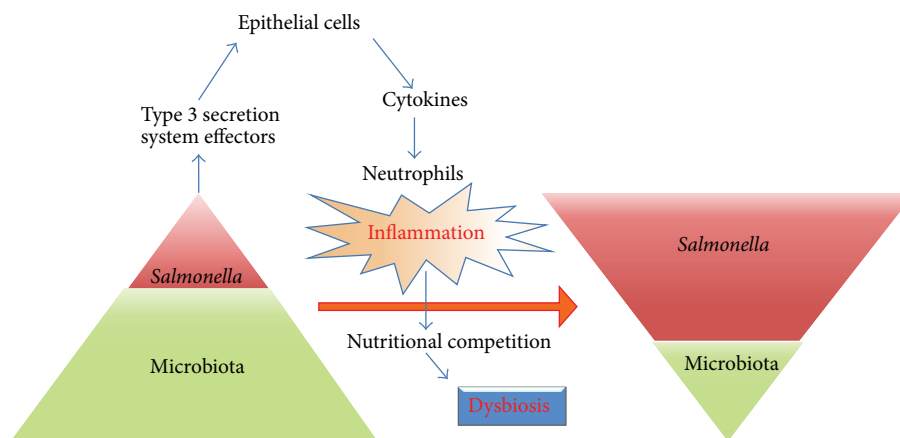 Epithelial cells
Type 3 secretion
system effectors
Cytokines
Neutrophils
Inflammation
Salmonella
Microbiota
Nutritional competition
Dysbiosis
Salmonella
Microbiota